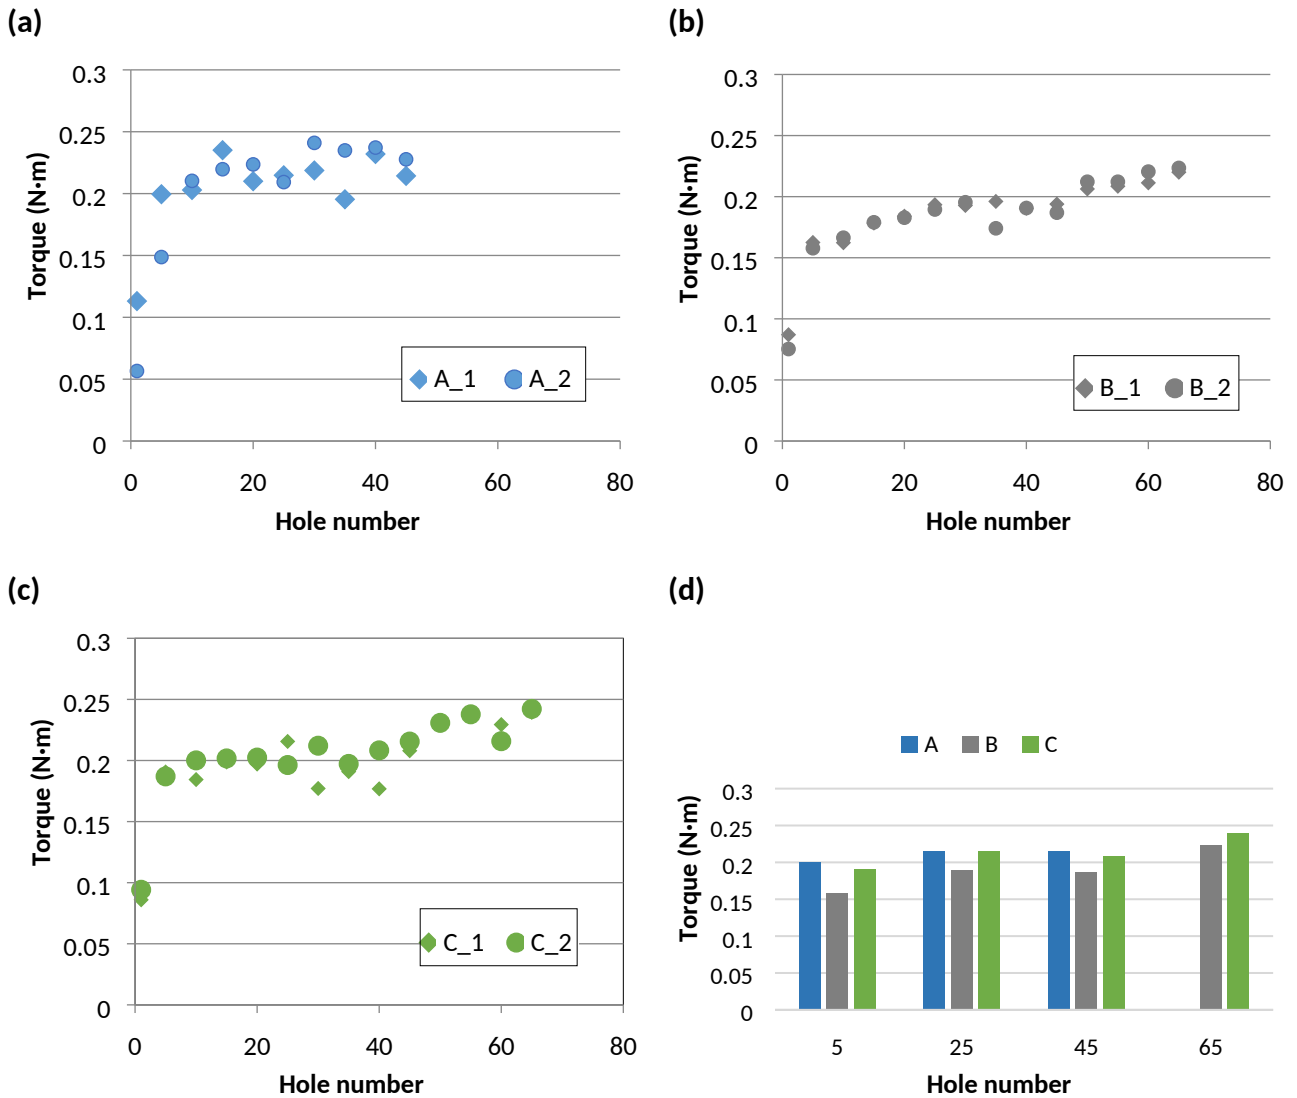 (a)
0.3
0.25
0.2
0.15
0.1
0.05
0
Torque (N•m)
A_1 A_2
0 20 40 60 80
Hole number
(b)
0.3
0.25
0.2
0.15
0.1
0.05
0
Torque (N•m)
B_1 B_2
0 20 40 60 80
Hole number
(c)
0.3
0.25
0.2
0.15
0.1
0.05
0
Torque (N•m)
C_1 C_2
0 20 40 60 80
Hole number
(d)
A B C
0.3
0.25
0.2
0.15
0.1
0.05
0
Torque (N•m)
5 25 45 65
Hole number